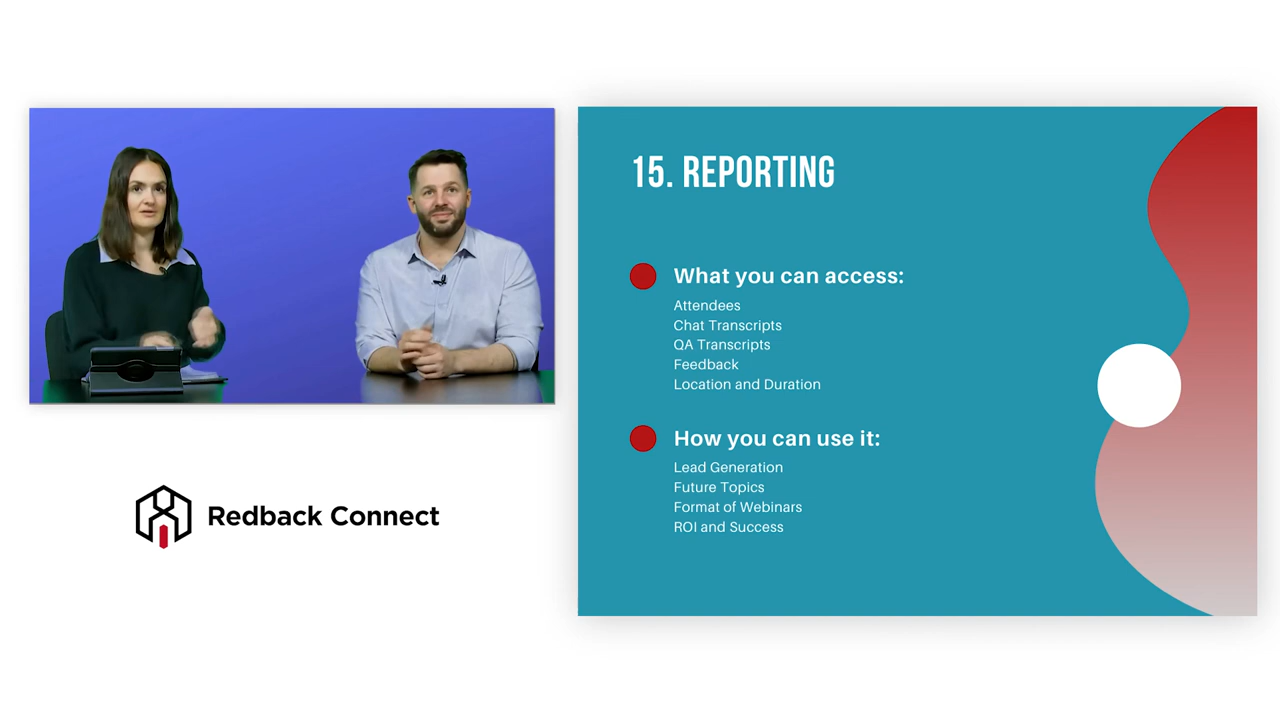 15. REPORTING
What you can access:
Attendees
Chat Transcripts
QA Transcripts
Feedback
Location and Duration
How you can use it:
Lead Generation
Future Topics
Format of Webinars
ROI and Success
Redback Connect